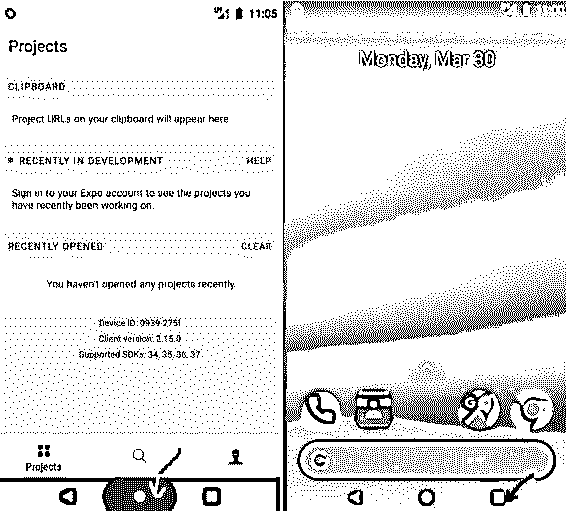 11:05
Projects
CLIPBOARD
Project URLs on your clipboard will appear here
RECENTLY IN DEVELOPMENT HELP
Sign in to your Expo account to see the projects you
have recently been working on.
RECENTLY OPENED CLEAR
You haven't opened any projects recently.
Device ID: 0939-2751
Client version: 2.15.0
Supported SDKs: 34, 35, 36, 37
Projects
Monday, Mar 30
G